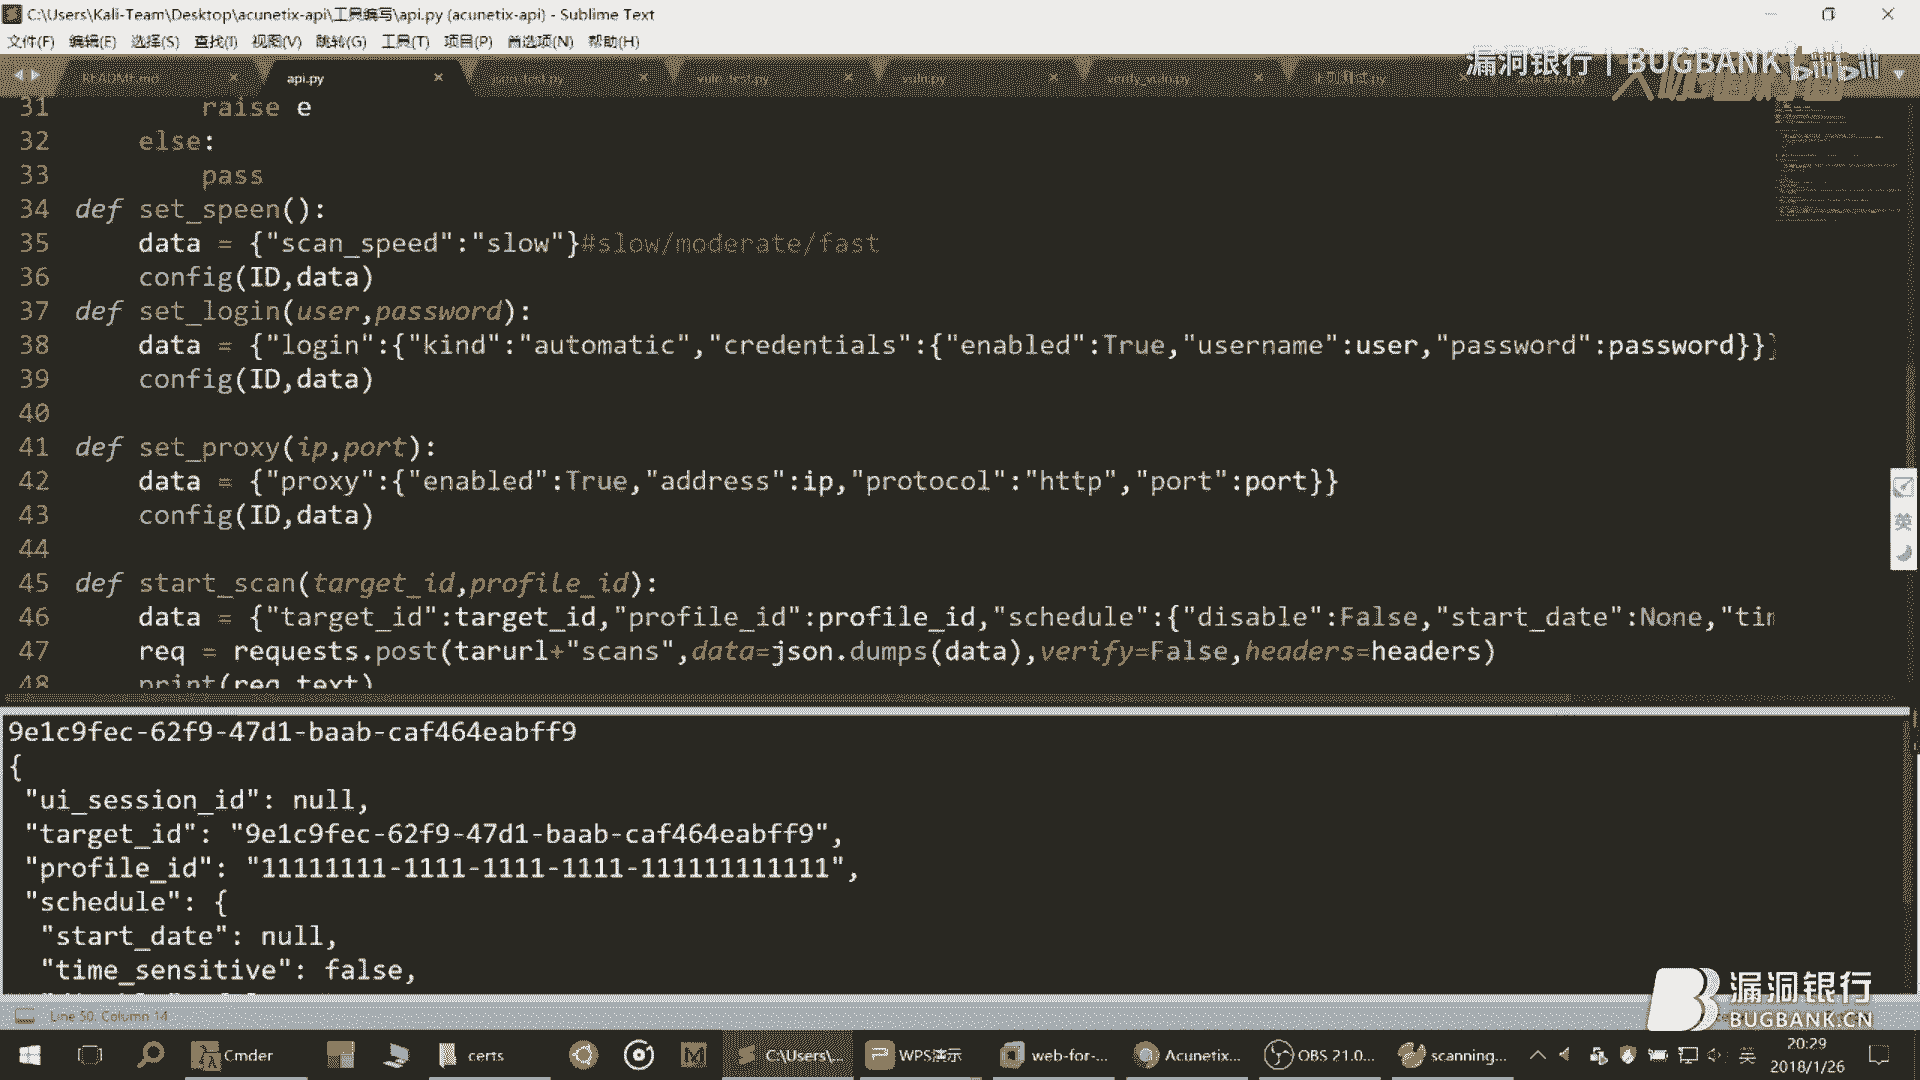 C:\Users\Kali-Team\Desktop\acunetix-api\工具编写\api.py (acunetix-api) - Sublime Text
文件(F) 编辑(E) 选择(S) 查找(I) 视图(V) 跳转(G) 工具(T) 项目(P) 首选项(N) 帮助(H)
漏洞银行 | BUGBANK bilibili
README.md api.py vuln_test.py vuln.py verify_vuln.py
31 raise e
32 else:
33 pass
34 def set_speen():
35 data = {"scan_speed":"slow"}#slow/moderate/fast
36 config(ID,data)
37 def set_login(user,password):
38 data = {"login":{"kind":"automatic","credentials":{"enabled":True,"username":user,"password":password}}}
39 config(ID,data)
40
41 def set_proxy(ip,port):
42 data = {"proxy":{"enabled":True,"address":ip,"protocol":"http","port":port}}
43 config(ID,data)
44
45 def start_scan(target_id,profile_id):
46 data = {"target_id":target_id,"profile_id":profile_id,"schedule":{"disable":False,"start_date":None,"tim
47 req = requests.post(tarurl+"scans",data=json.dumps(data),verify=False,headers=headers)
48 print(req.text)
9e1c9fec-62f9-47d1-baab-caf464eabff9
{
"ui_session_id": null,
"target_id": "9e1c9fec-62f9-47d1-baab-caf464eabff9",
"profile_id": "11111111-1111-1111-1111-111111111111",
"schedule": {
"start_date": null,
"time_sensitive": false,
漏洞银行
BUGBANK.CN
Line 50, Column 14
Cmder certs C:\Users\... WPS演示 web-for-... Acunetix... OBS 21.0... scanning... 英
20:29
2018/1/26
英